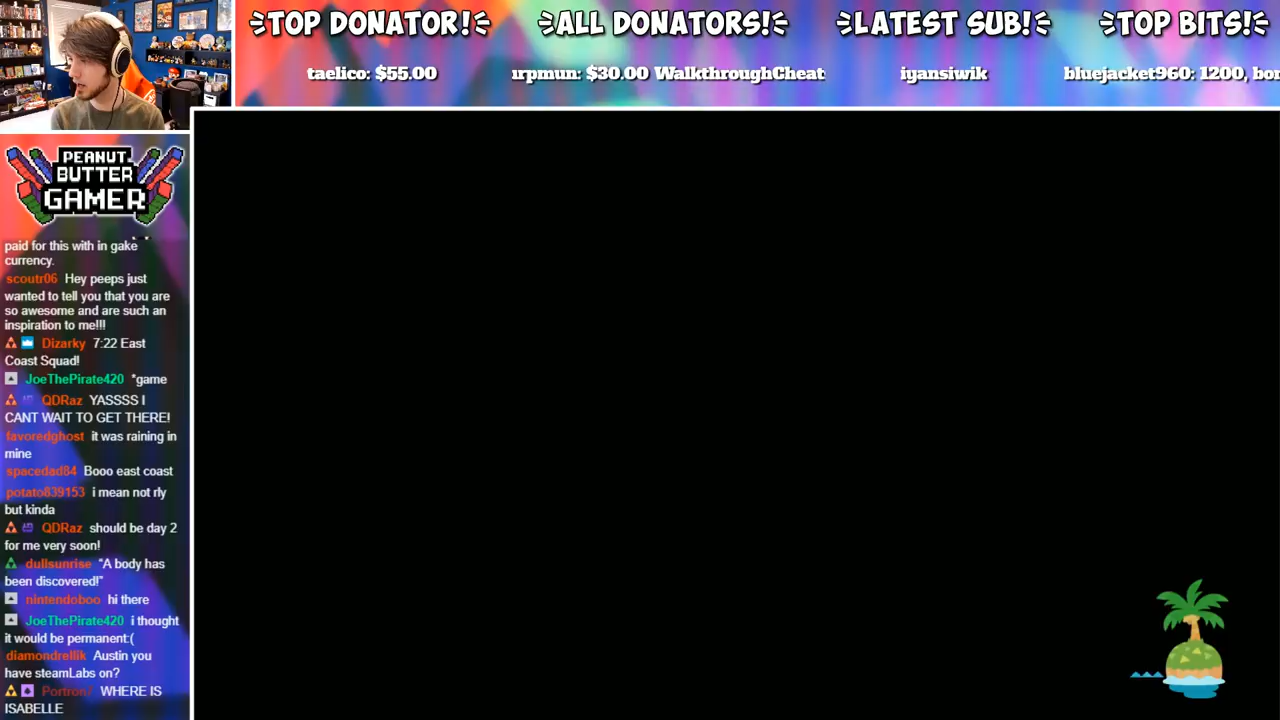 TOP DONATOR!
ALL DONATORS!
LATEST SUB!
TOP BITS!
taelico: $55.00
urpmun: $30.00 WalkthroughCheat
iyansiwik
bluejacket960: 1200, bon
PEANUT
BUTTER
GAMER
paid for this with in gake
currency.
scoutr06 Hey peeps just
wanted to tell you that you are
so awesome and are such an
inspiration to me!!!
Dizarky 7:22 East
Coast Squad!
JoeThePirate420 *game
QDRaz YASSSS I
CANT WAIT TO GET THERE!
favoredghost it was raining in
mine
spacedad84 Booo east coast
potato839153 i mean not rly
but kinda
QDRaz should be day 2
for me very soon!
dullsunrise “A body has
been discovered!”
nintendoboo hi there
JoeThePirate420 i thought
it would be permanent:(
diamondrellik Austin you
have steamLabs on?
Portron7 WHERE IS
ISABELLE